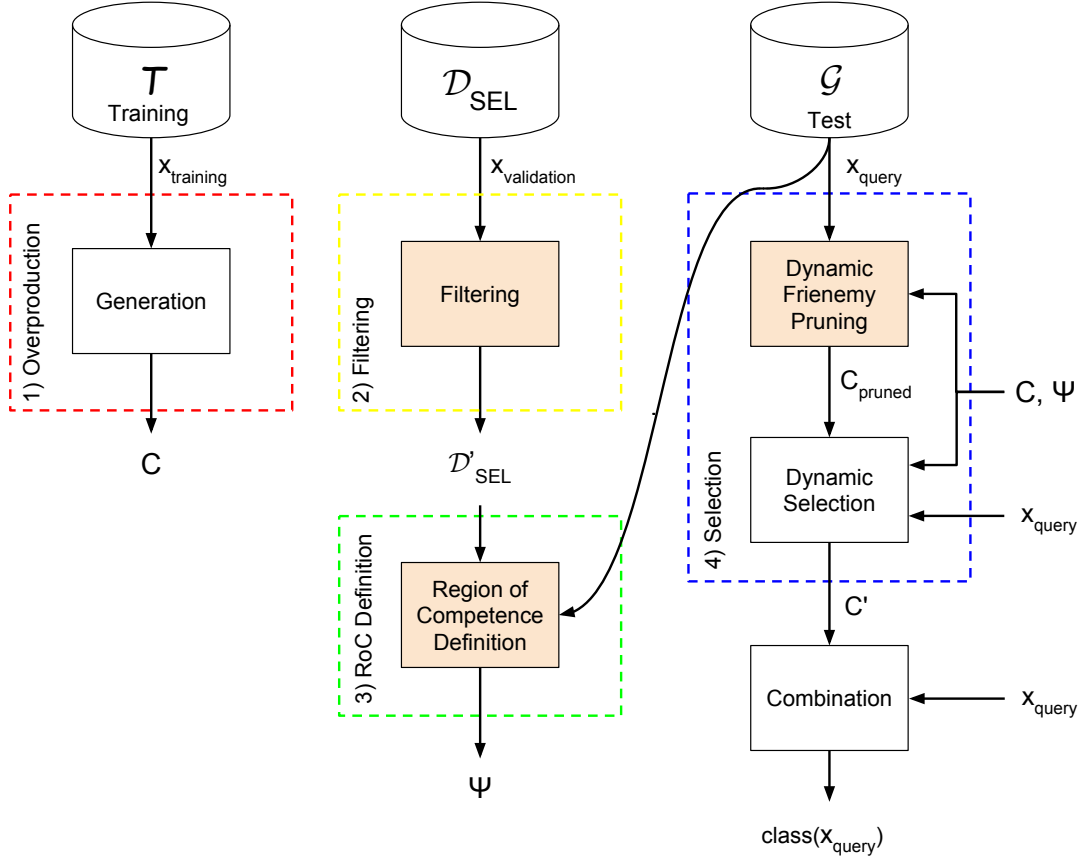 T
Training
x_training
1) Overproduction
Generation
C
𝒟_SEL
x_validation
2) Filtering
Filtering
𝒟'_SEL
3) RoC Definition
Region of
Competence
Definition
Ψ
𝒢
Test
x_query
4) Selection
Dynamic
Frienemy
Pruning
C_pruned
C, Ψ
Dynamic
Selection
x_query
C'
Combination
x_query
class(x_query)